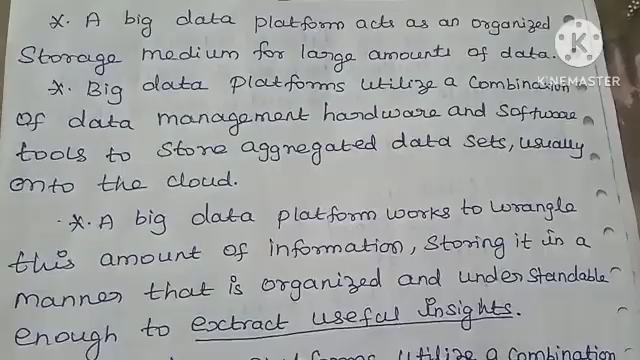 *. A big data platform acts as an organized
Storage medium for large amounts of data.
*. Big data Platforms utilize a Combination
of data management hardware and Software
tools to Store aggregated data sets, usually
onto the cloud.
*. A big data platform works to wrangle
this amount of information, Storing it in a
manner that is organized and understandable
enough to extract useful insights.
utilize a Combination
KINEMASTER